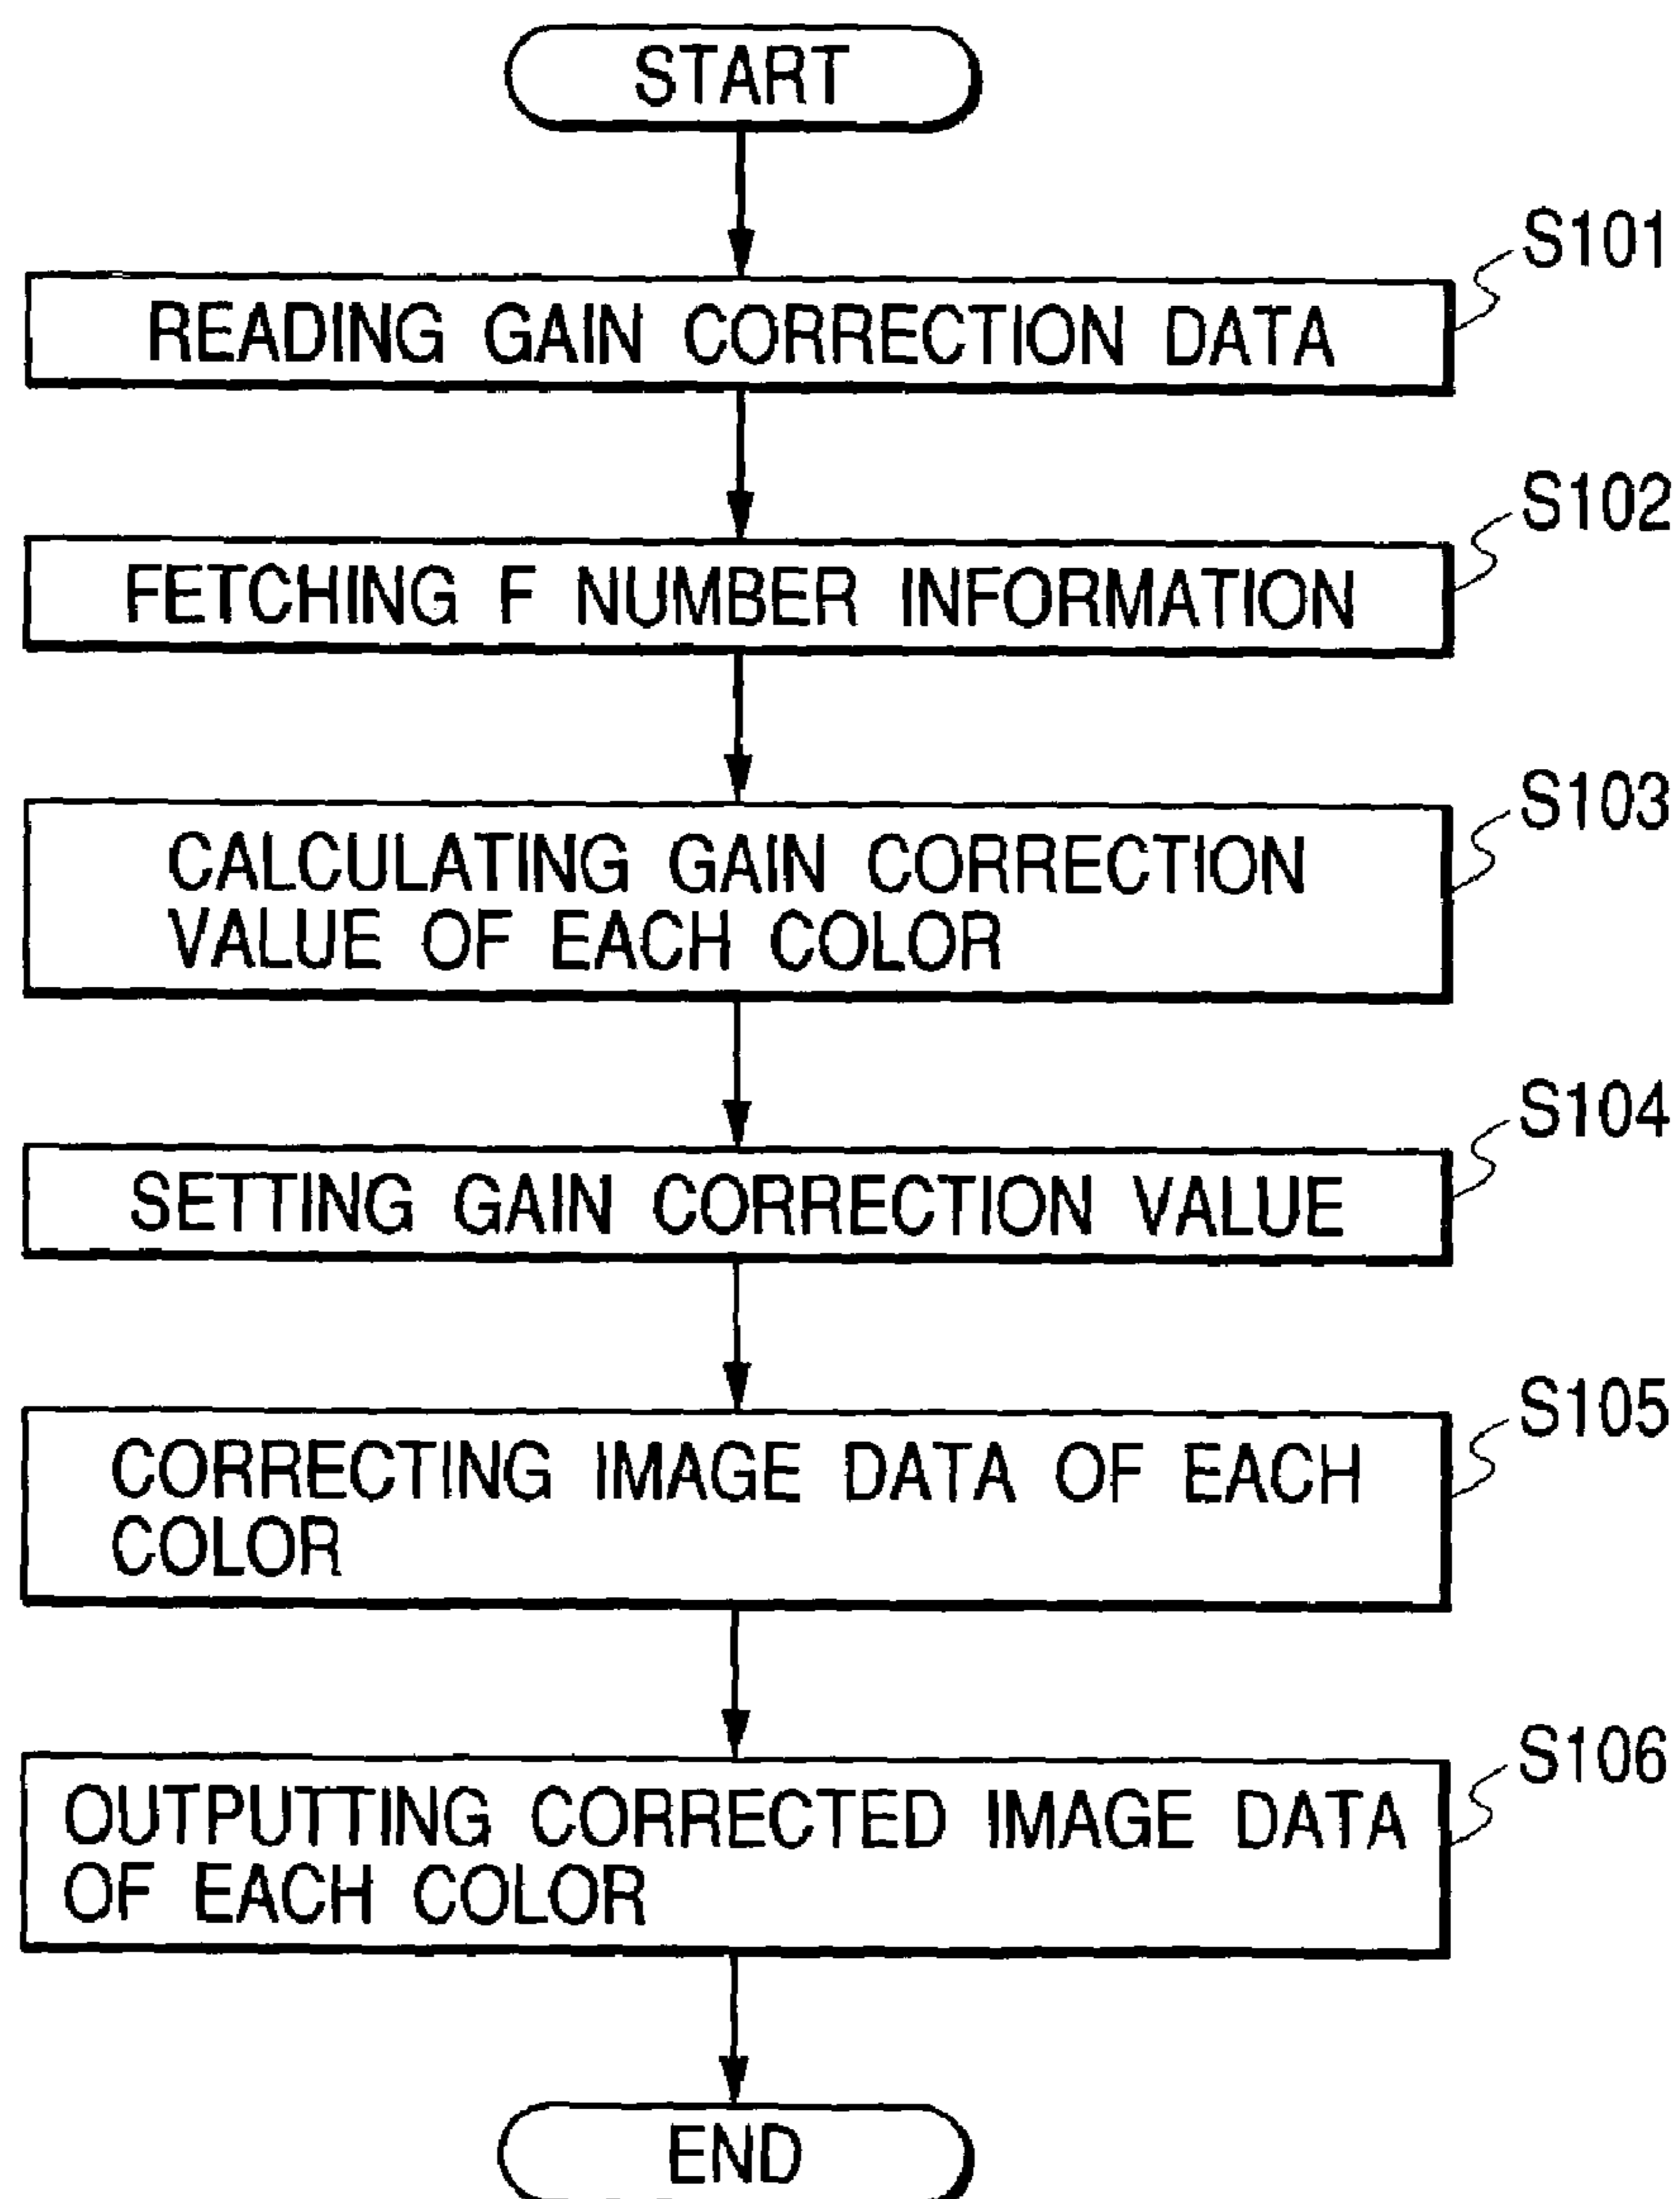 START
S101
READING GAIN CORRECTION DATA
S102
FETCHING F NUMBER INFORMATION
S103
CALCULATING GAIN CORRECTION
VALUE OF EACH COLOR
S104
SETTING GAIN CORRECTION VALUE
S105
CORRECTING IMAGE DATA OF EACH
COLOR
S106
OUTPUTTING CORRECTED IMAGE DATA
OF EACH COLOR
END